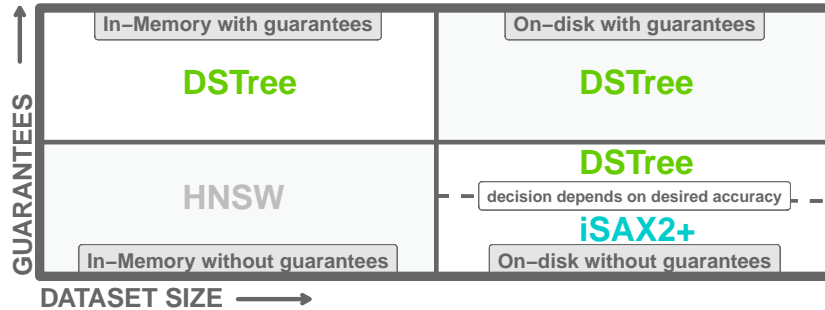 GUARANTEES
In-Memory with guarantees
On-disk with guarantees
DSTree
DSTree
HNSW
DSTree
decision depends on desired accuracy
iSAX2+
In-Memory without guarantees
On-disk without guarantees
DATASET SIZE